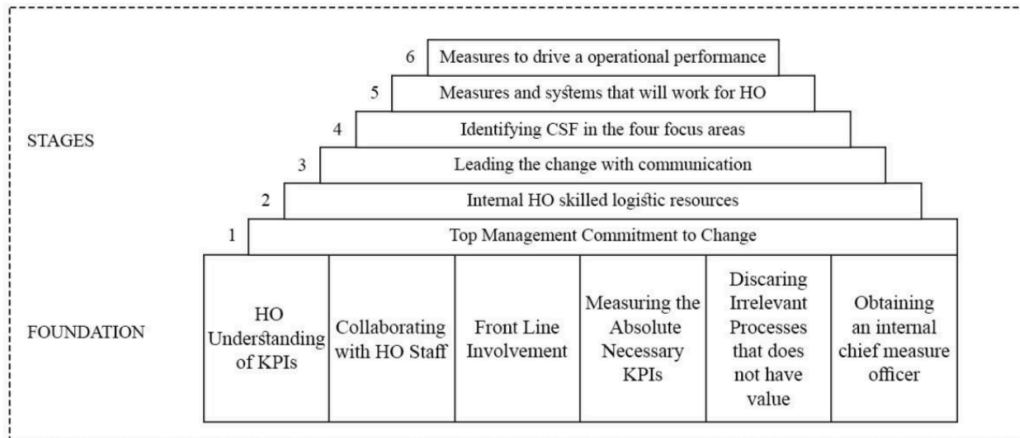 6 Measures to drive a operational performance
5 Measures and systems that will work for HO
STAGES
4 Identifying CSF in the four focus areas
3 Leading the change with communication
2 Internal HO skilled logistic resources
1 Top Management Commitment to Change
FOUNDATION
HO
Understanding
of KPIs
Collaborating
with HO Staff
Front Line
Involvement
Measuring the
Absolute
Necessary
KPIs
Discaring
Irrelevant
Processes
that does
not have
value
Obtaining
an internal
chief measure
officer